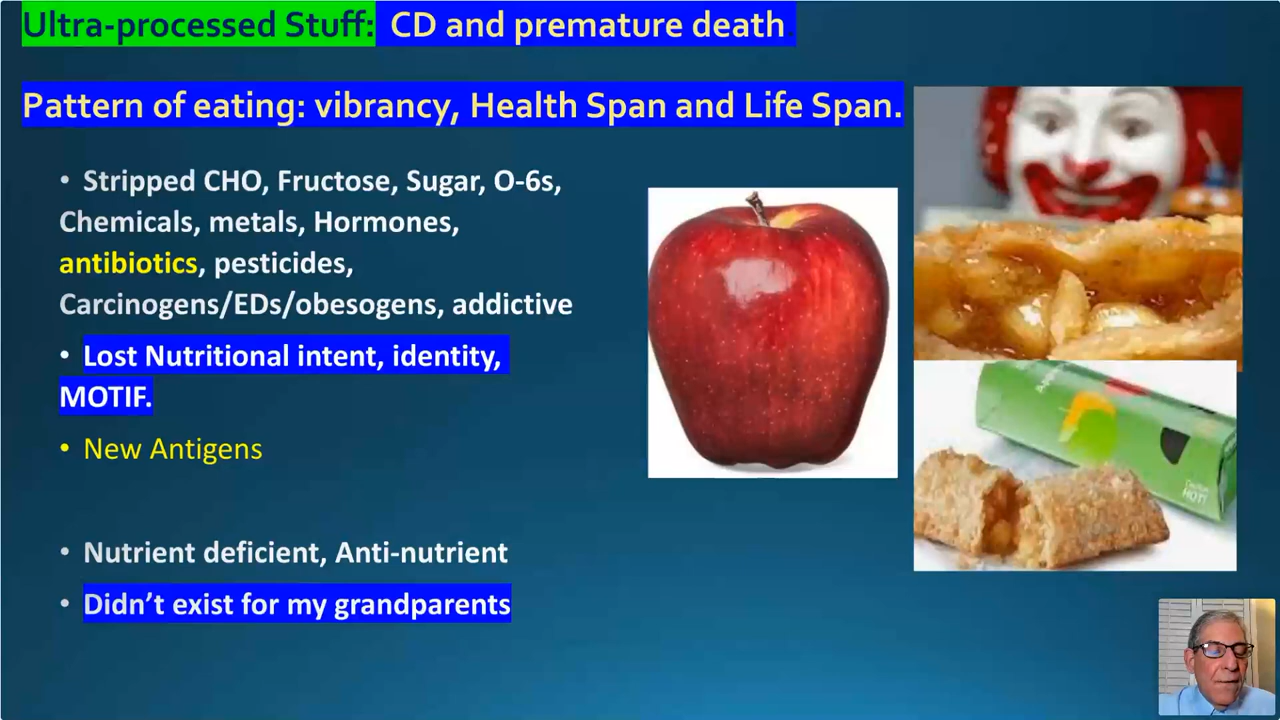 Ultra-processed Stuff: CD and premature death.
Pattern of eating: vibrancy, Health Span and Life Span.
• Stripped CHO, Fructose, Sugar, O-6s,
Chemicals, metals, Hormones,
antibiotics, pesticides,
Carcinogens/EDs/obesogens, addictive
• Lost Nutritional intent, identity,
MOTIF.
• New Antigens
• Nutrient deficient, Anti-nutrient
• Didn’t exist for my grandparents
HOT!